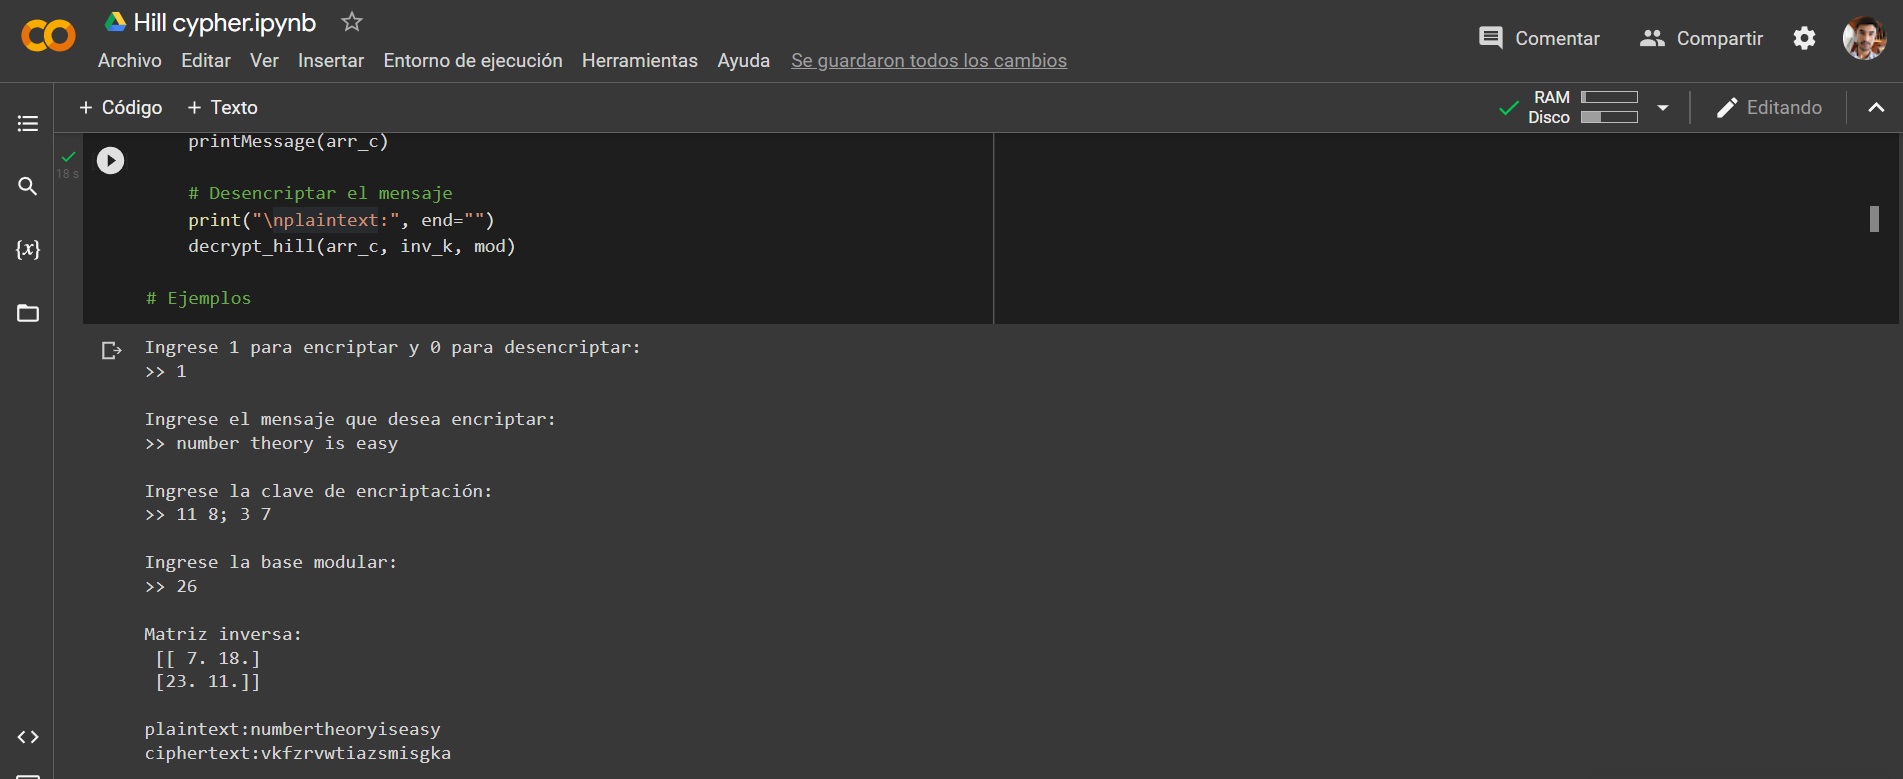 Hill cypher.ipynb
Archivo Editar Ver Insertar Entorno de ejecución Herramientas Ayuda Se guardaron todos los cambios
Comentar Compartir
+ Código + Texto
RAM
Disco
Editando
18 s
printMessage(arr_c)
# Desencriptar el mensaje
print("\nplaintext:", end="")
decrypt_hill(arr_c, inv_k, mod)
# Ejemplos
{x}
Ingrese 1 para encriptar y 0 para desencriptar:
>> 1
Ingrese el mensaje que desea encriptar:
>> number theory is easy
Ingrese la clave de encriptación:
>> 11 8; 3 7
Ingrese la base modular:
>> 26
Matriz inversa:
[[ 7. 18.]
[23. 11.]]
plaintext:numbertheoryiseasy
ciphertext:vkfzrvwtiazsmisgka